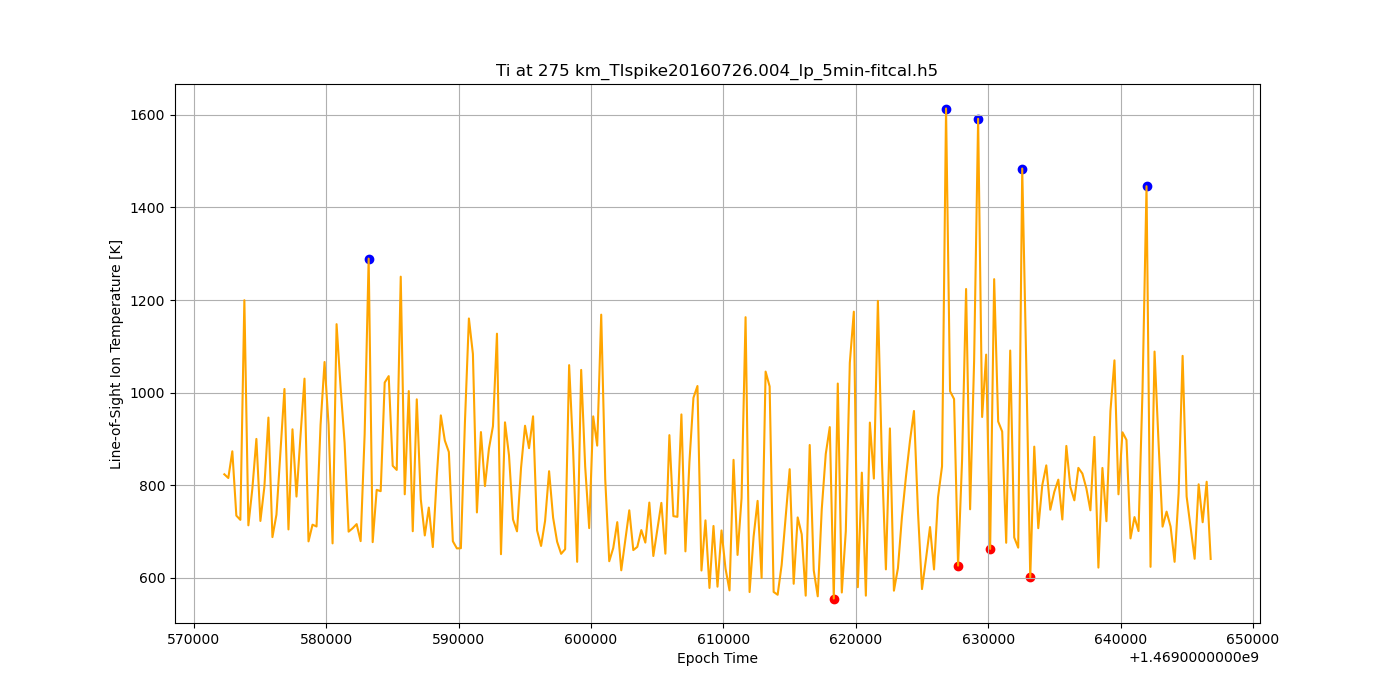 Ti at 275 km_TIspike20160726.004_lp_5min-fitcal.h5
Line-of-Sight Ion Temperature [K]
1600
1400
1200
1000
800
600
570000 580000 590000 600000 610000 620000 630000 640000 650000
Epoch Time
+1.4690000000e9